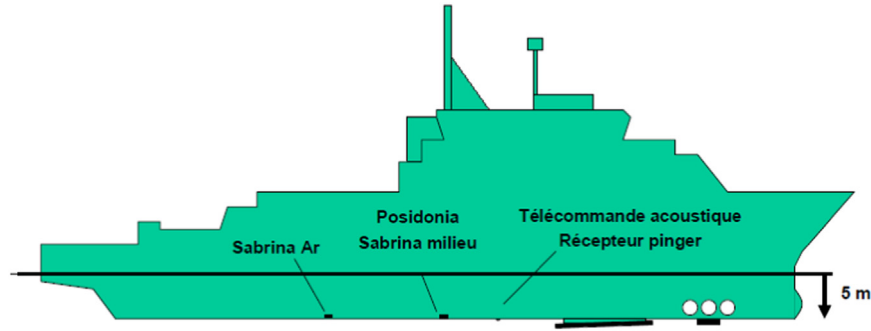 Posidonia
Sabrina milieu
Télécommande acoustique
Récepteur pinger
Sabrina Ar
5 m